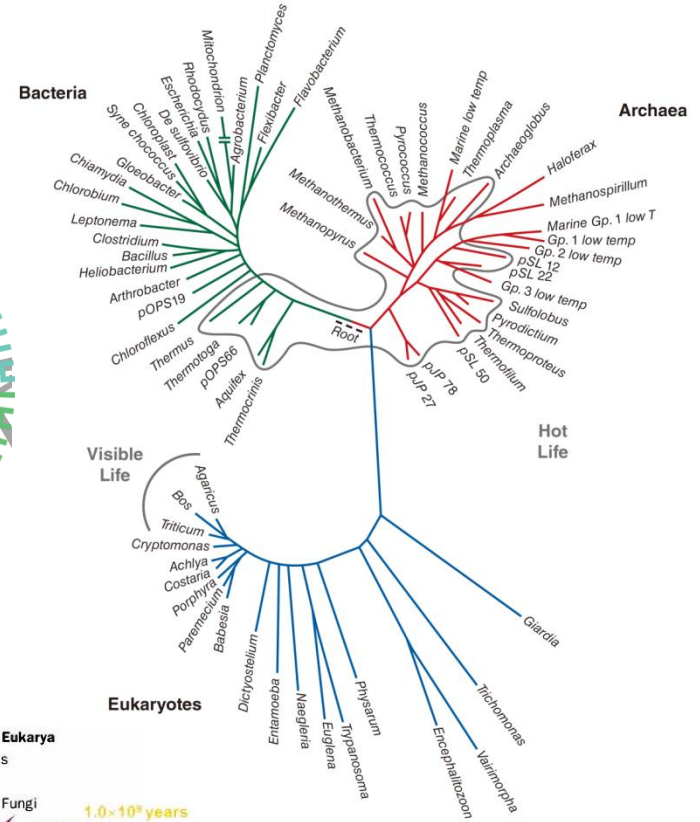 Bacteria
Archaea
Eukaryotes
Visible
Life
Hot
Life
Root
Chloroflexus
pOPS19
Arthrobacter
Heliobacterium
Bacillus
Clostridium
Leptonema
Chlorobium
Chlamydia
Gloeobacter
Syne chococcus
Chloroplast
De sulfovibrio
Escherichia
Rhodocydus
Mitochondrion
Agrobacterium
Planctomyces
Flexibacter
Flavobacterium
Thermus
Thermotoga
pOPS66
Aquifex
Thermocrinis
Methanopyrus
Methanothermus
Methanobacterium
Thermococcus
Pyrococcus
Methanococcus
Marine low temp
Thermoplasma
Archaeoglobus
Haloferax
Methanospirillum
Marine Gp. 1 low T
Gp. 1 low temp
Gp. 2 low temp
pSL 12
pSL 22
Gp. 3 low temp
Sulfolobus
Pyrodictium
Thermoproteus
Thermofilum
pSL 50
pJP 78
pJP 27
Agaricus
Bos
Triticum
Cryptomonas
Achlya
Costaria
Porphyra
Paremecium
Babesia
Dictyostelium
Entamoeba
Naegleria
Euglena
Trypanosoma
Physarum
Encephalitozoon
Vairimorpha
Trichomonas
Giardia
Eukarya
s
Fungi
1.0×10⁹ years